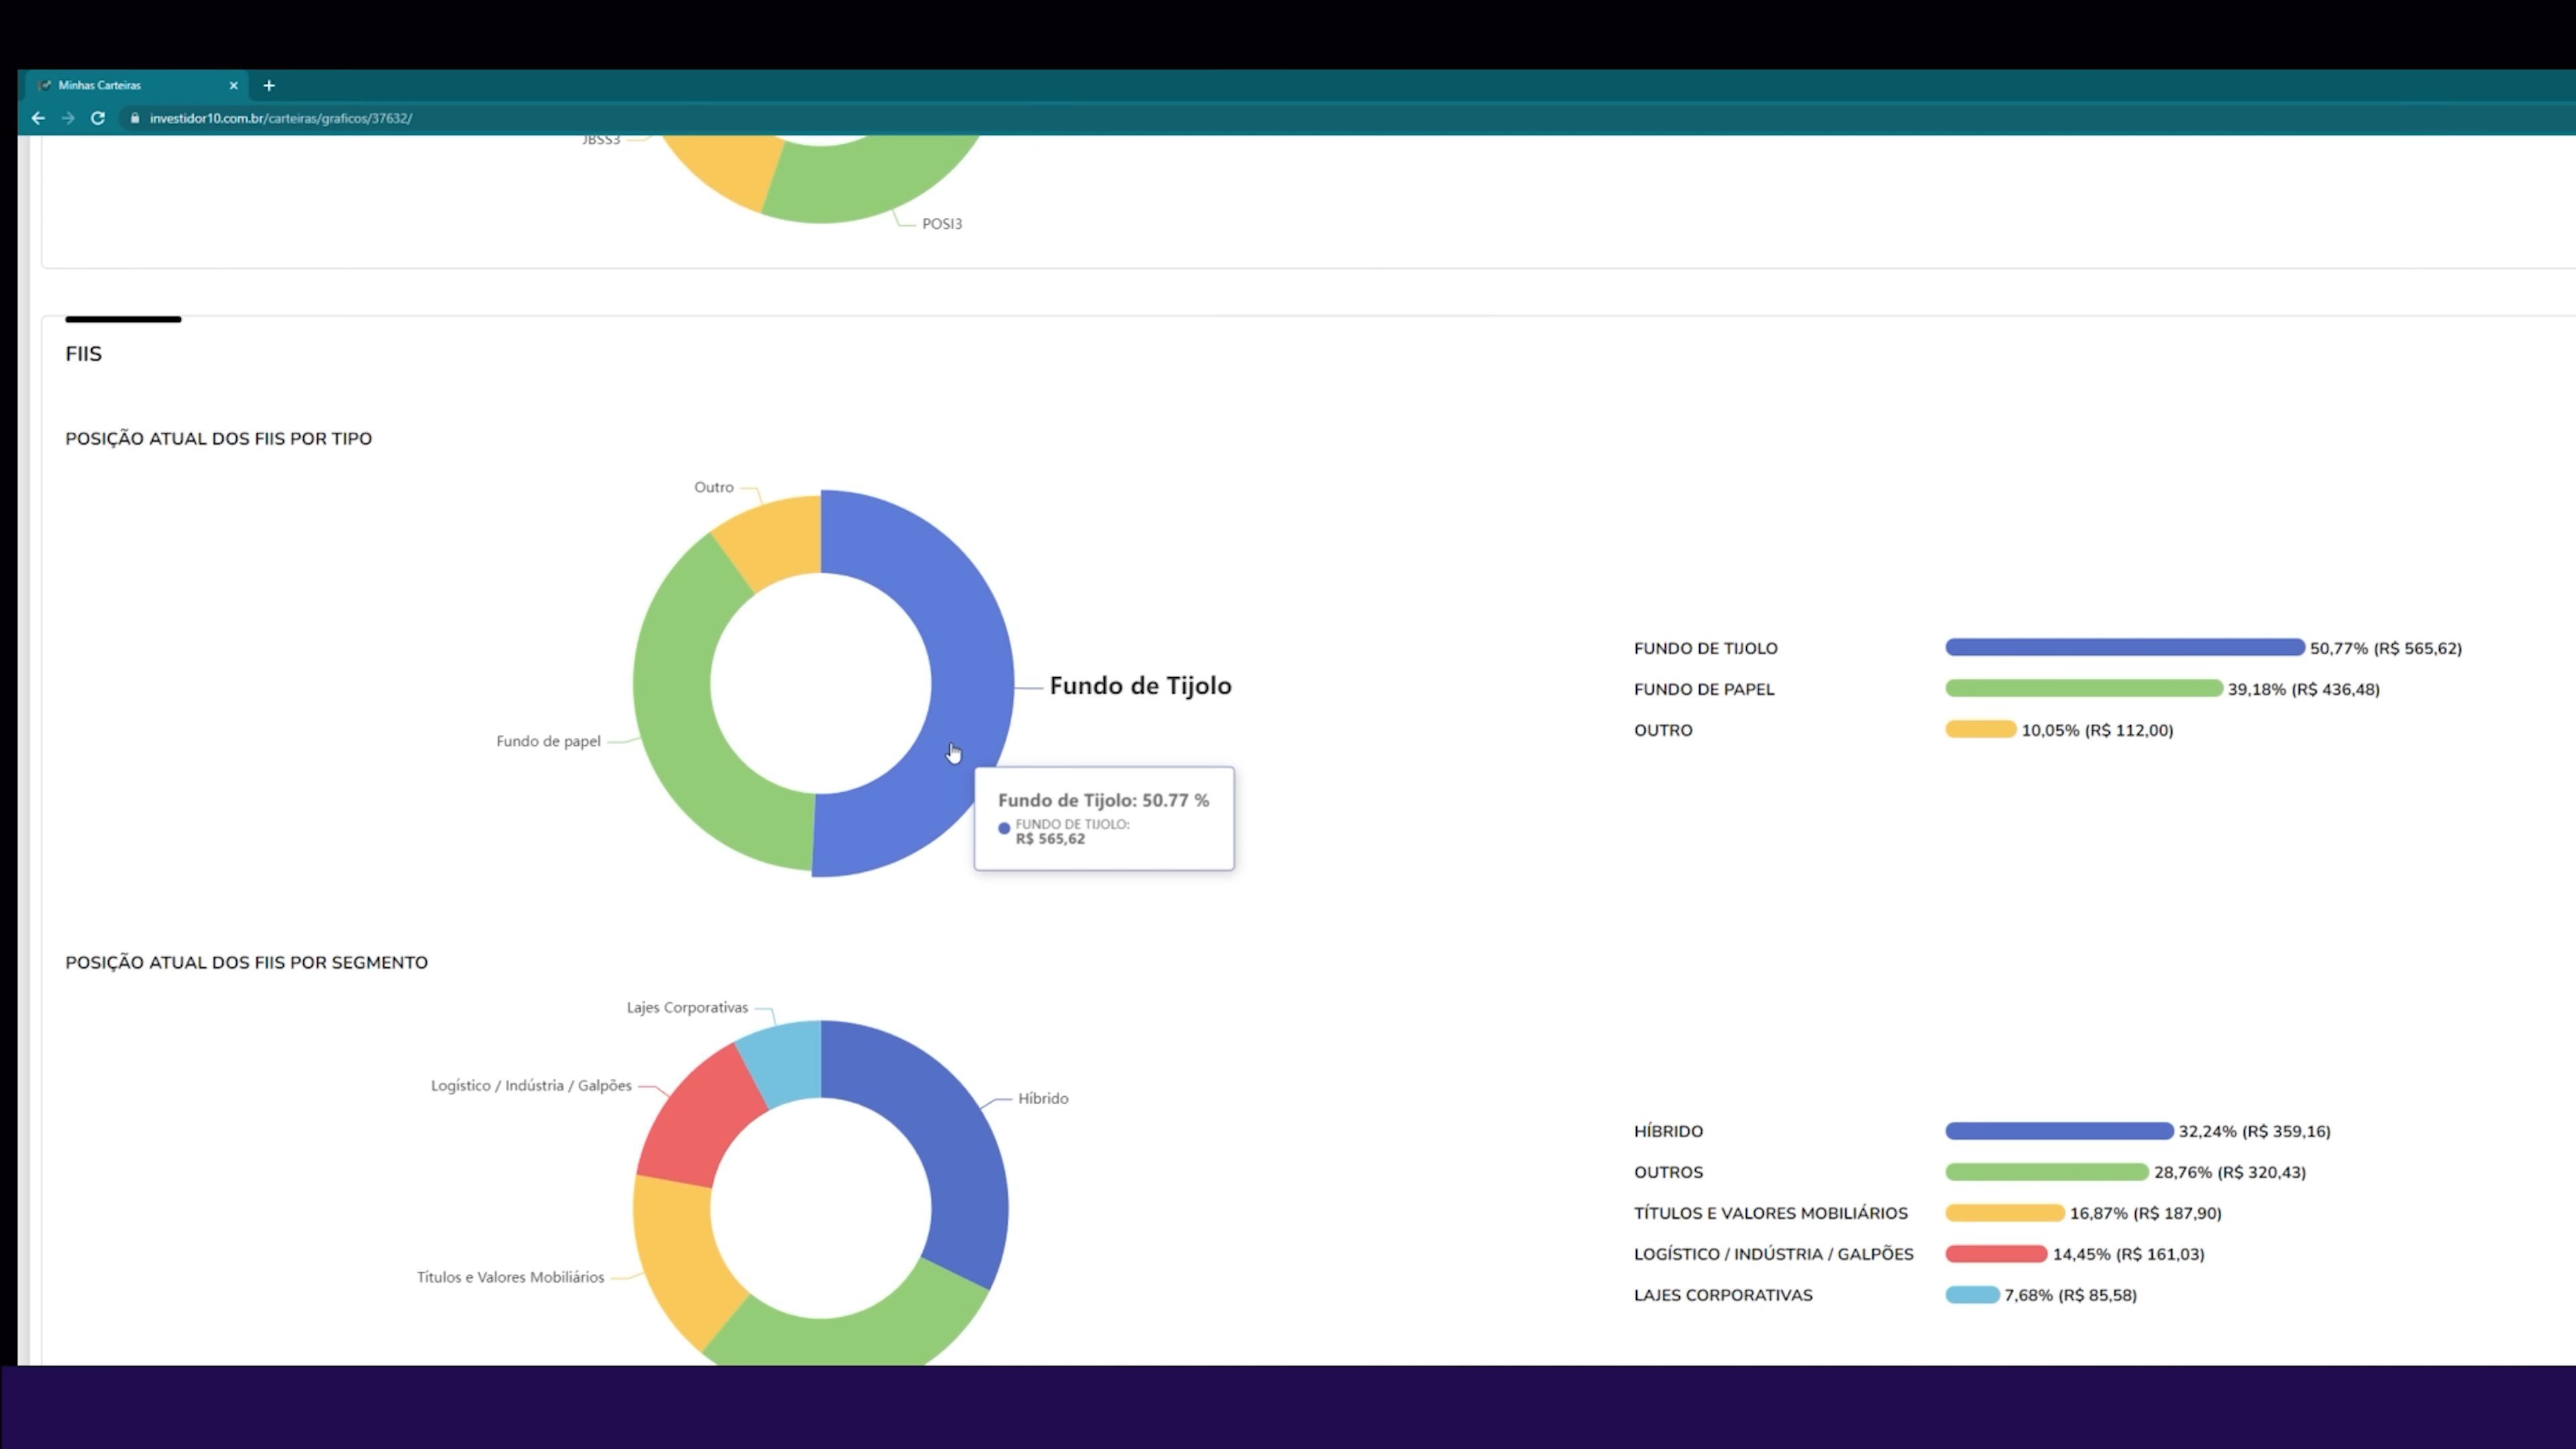 Minhas Carteiras
investidor10.com.br/carteiras/graficos/37632/
JBSS3
POSI3
FIIS
POSIÇÃO ATUAL DOS FIIS POR TIPO
Outro
Fundo de Tijolo
Fundo de papel
Fundo de Tijolo: 50.77 %
FUNDO DE TIJOLO:
R$ 565,62
FUNDO DE TIJOLO 50,77% (R$ 565,62)
FUNDO DE PAPEL 39,18% (R$ 436,48)
OUTRO 10,05% (R$ 112,00)
POSIÇÃO ATUAL DOS FIIS POR SEGMENTO
Lajes Corporativas
Logístico / Indústria / Galpões
Híbrido
Títulos e Valores Mobiliários
HÍBRIDO 32,24% (R$ 359,16)
OUTROS 28,76% (R$ 320,43)
TÍTULOS E VALORES MOBILIÁRIOS 16,87% (R$ 187,90)
LOGÍSTICO / INDÚSTRIA / GALPÕES 14,45% (R$ 161,03)
LAJES CORPORATIVAS 7,68% (R$ 85,58)